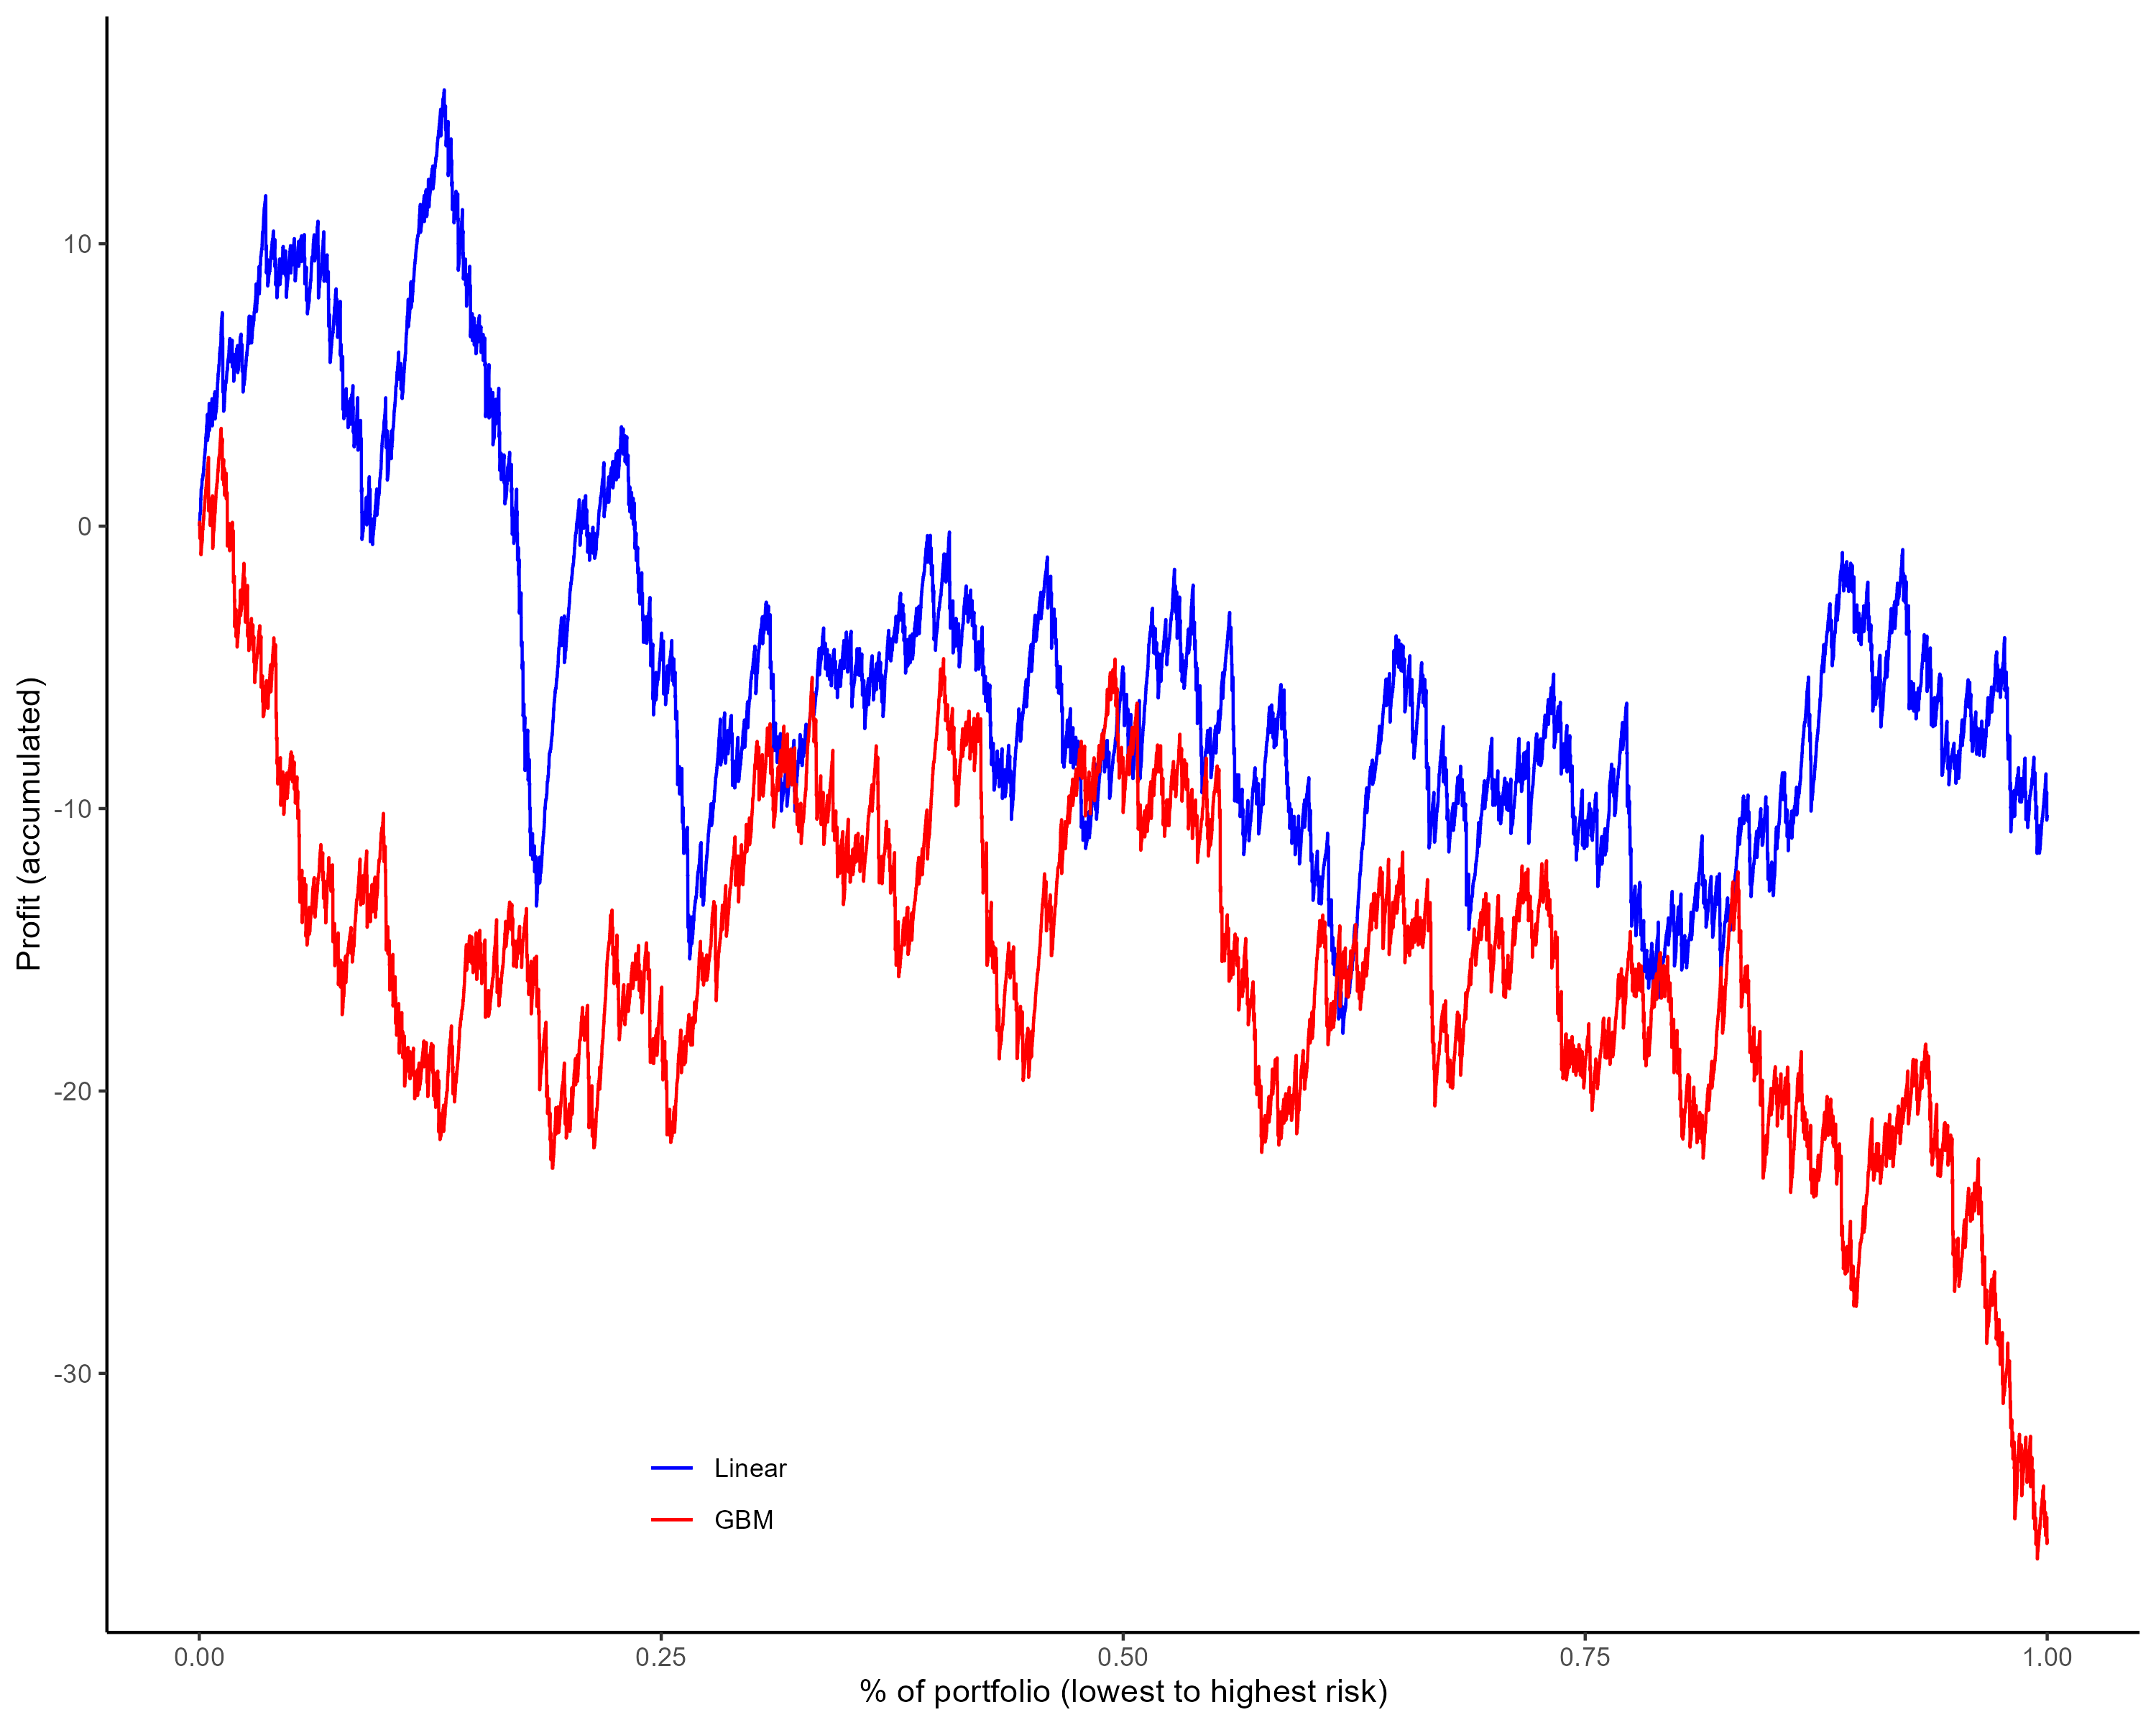 Profit (accumulated)
10
0
-10
-20
-30
Linear
GBM
0.00 0.25 0.50 0.75 1.00
% of portfolio (lowest to highest risk)